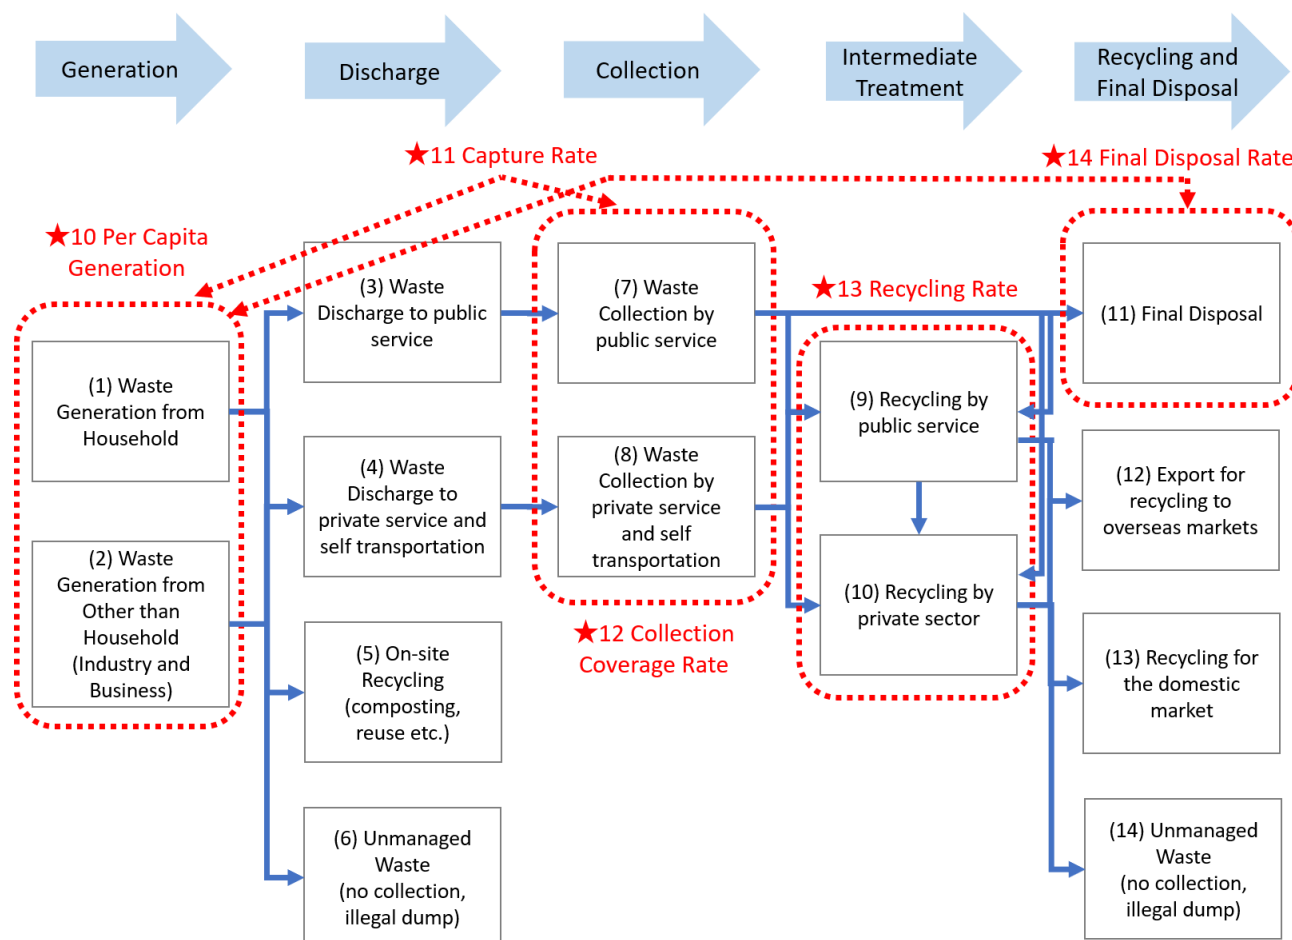 Generation
Discharge
Collection
Intermediate
Treatment
Recycling and
Final Disposal
★11 Capture Rate
★14 Final Disposal Rate
★10 Per Capita
Generation
(1) Waste
Generation from
Household
(2) Waste
Generation from
Other than
Household
(Industry and
Business)
(3) Waste
Discharge to public
service
(4) Waste
Discharge to
private service and
self transportation
(5) On-site
Recycling
(composting,
reuse etc.)
(6) Unmanaged
Waste
(no collection,
illegal dump)
(7) Waste
Collection by
public service
(8) Waste
Collection by
private service
and self
transportation
★12 Collection
Coverage Rate
★13 Recycling Rate
(9) Recycling by
public service
(10) Recycling by
private sector
(11) Final Disposal
(12) Export for
recycling to
overseas markets
(13) Recycling for
the domestic
market
(14) Unmanaged
Waste
(no collection,
illegal dump)